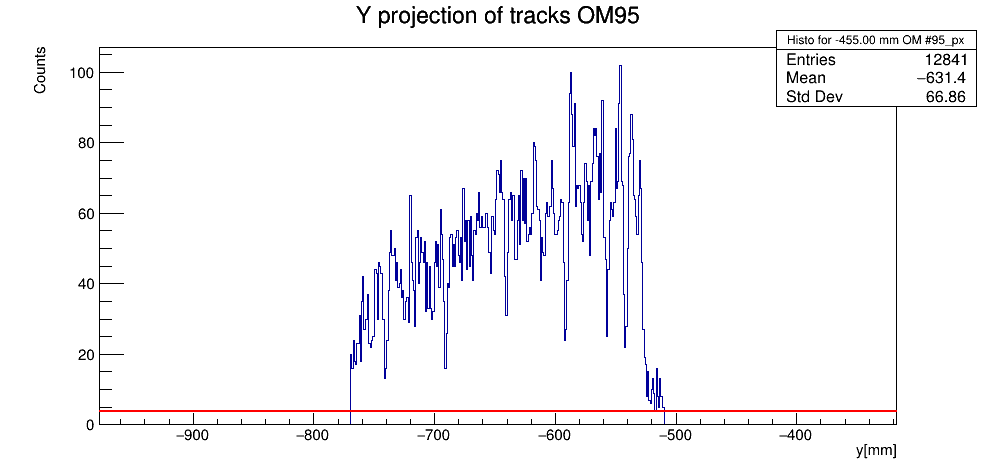 Y projection of tracks OM95
Histo for -455.00 mm OM #95_px
Entries 12841
Mean −631.4
Std Dev 66.86
Counts
100
80
60
40
20
0
−900 −800 −700 −600 −500 −400
y[mm]